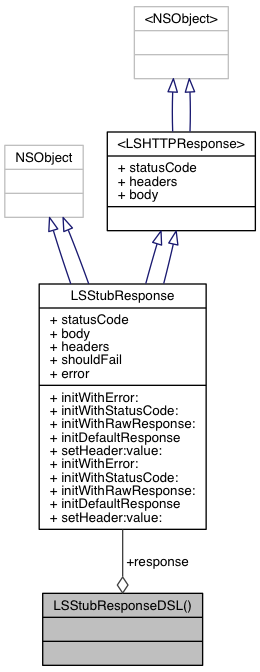 <NSObject>
NSObject
<LSHTTPResponse>
+ statusCode
+ headers
+ body
LSStubResponse
+ statusCode
+ body
+ headers
+ shouldFail
+ error
+ initWithError:
+ initWithStatusCode:
+ initWithRawResponse:
+ initDefaultResponse
+ setHeader:value:
+ initWithError:
+ initWithStatusCode:
+ initWithRawResponse:
+ initDefaultResponse
+ setHeader:value:
+response
LSStubResponseDSL()